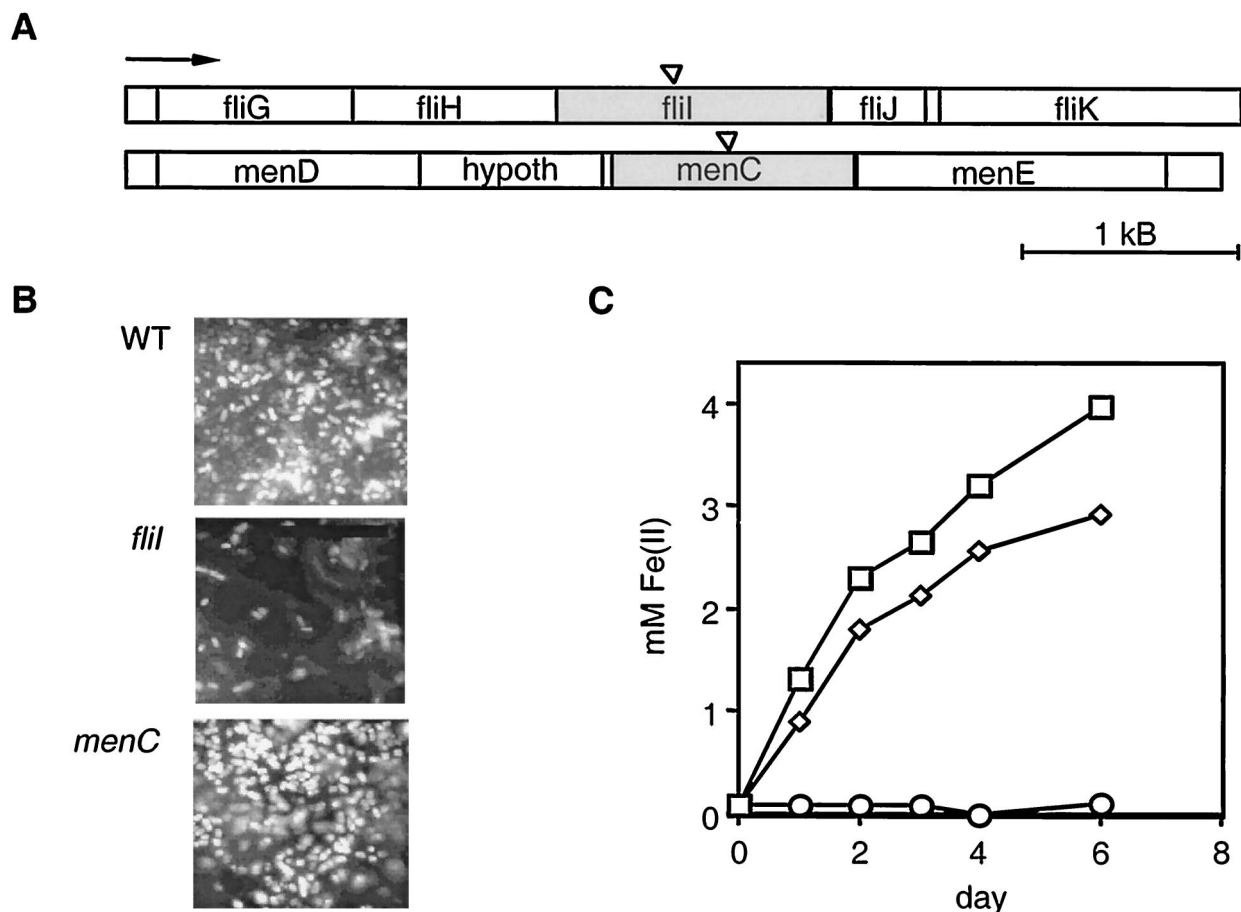 A
fliG fliH fliI fliJ fliK
menD hypoth menC menE
1 kB
B
WT
fliI
menC
C
4
3
2
1
0
mM Fe(II)
0 2 4 6 8
day